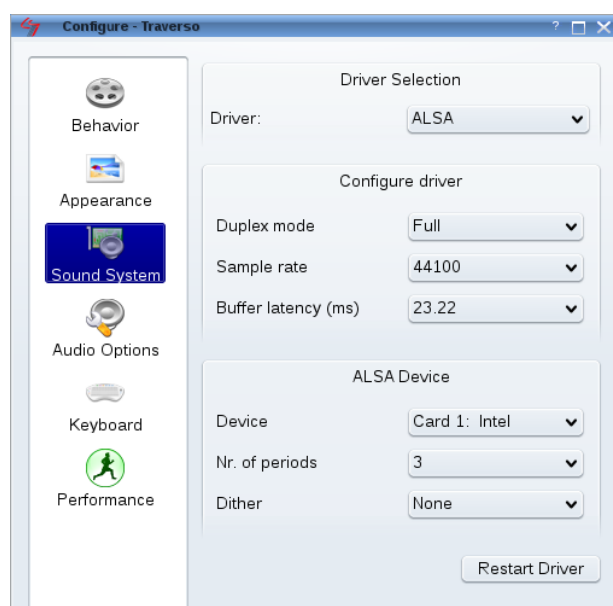 Configure - Traverso
?
Behavior
Appearance
Sound System
Audio Options
Keyboard
Performance
Driver Selection
Driver: ALSA
Configure driver
Duplex mode Full
Sample rate 44100
Buffer latency (ms) 23.22
ALSA Device
Device Card 1: Intel
Nr. of periods 3
Dither None
Restart Driver